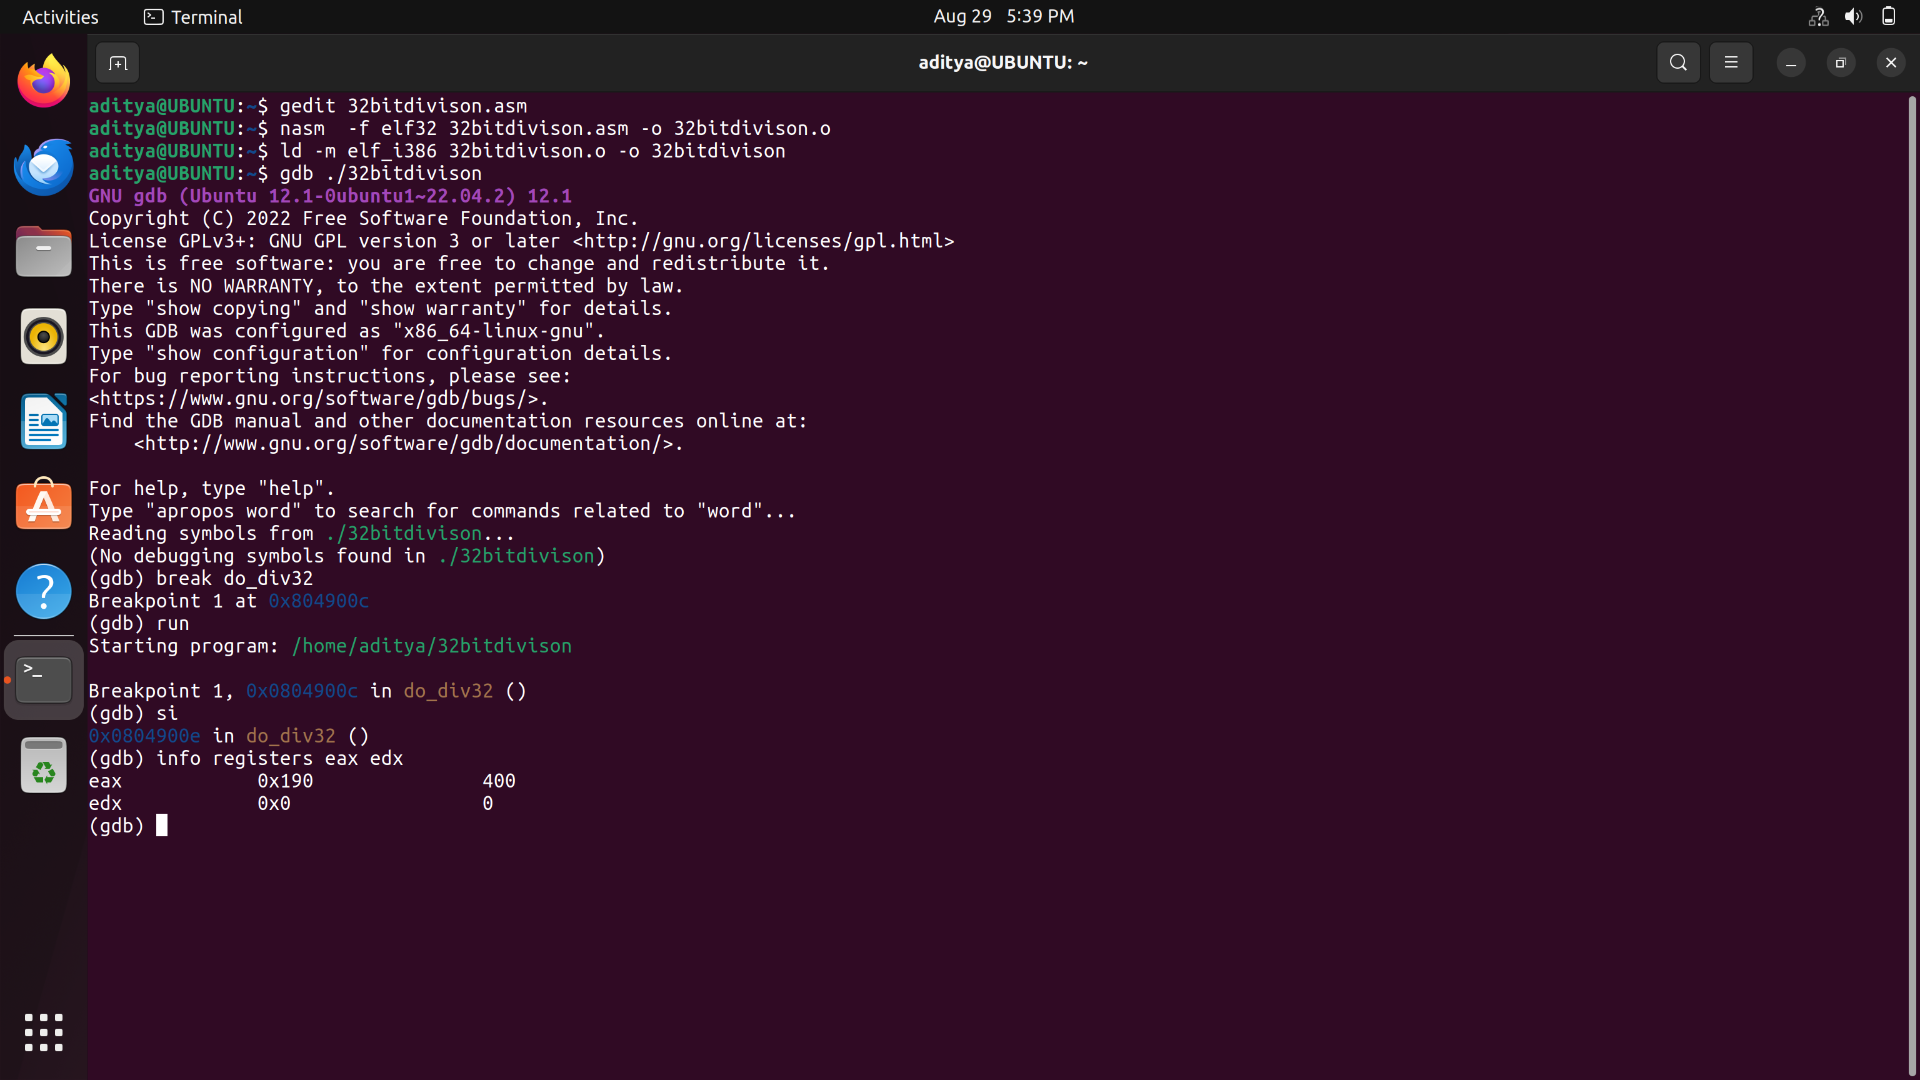 Activities
Terminal
Aug 29 5:39 PM
aditya@UBUNTU: ~
aditya@UBUNTU:~$ gedit 32bitdivison.asm
aditya@UBUNTU:~$ nasm  -f elf32 32bitdivison.asm -o 32bitdivison.o
aditya@UBUNTU:~$ ld -m elf_i386 32bitdivison.o -o 32bitdivison
aditya@UBUNTU:~$ gdb ./32bitdivison
GNU gdb (Ubuntu 12.1-0ubuntu1~22.04.2) 12.1
Copyright (C) 2022 Free Software Foundation, Inc.
License GPLv3+: GNU GPL version 3 or later <http://gnu.org/licenses/gpl.html>
This is free software: you are free to change and redistribute it.
There is NO WARRANTY, to the extent permitted by law.
Type "show copying" and "show warranty" for details.
This GDB was configured as "x86_64-linux-gnu".
Type "show configuration" for configuration details.
For bug reporting instructions, please see:
<https://www.gnu.org/software/gdb/bugs/>.
Find the GDB manual and other documentation resources online at:
    <http://www.gnu.org/software/gdb/documentation/>.
For help, type "help".
Type "apropos word" to search for commands related to "word"...
Reading symbols from ./32bitdivison...
(No debugging symbols found in ./32bitdivison)
(gdb) break do_div32
Breakpoint 1 at 0x804900c
(gdb) run
Starting program: /home/aditya/32bitdivison
Breakpoint 1, 0x0804900c in do_div32 ()
(gdb) si
0x0804900e in do_div32 ()
(gdb) info registers eax edx
eax            0x190               400
edx            0x0                 0
(gdb)